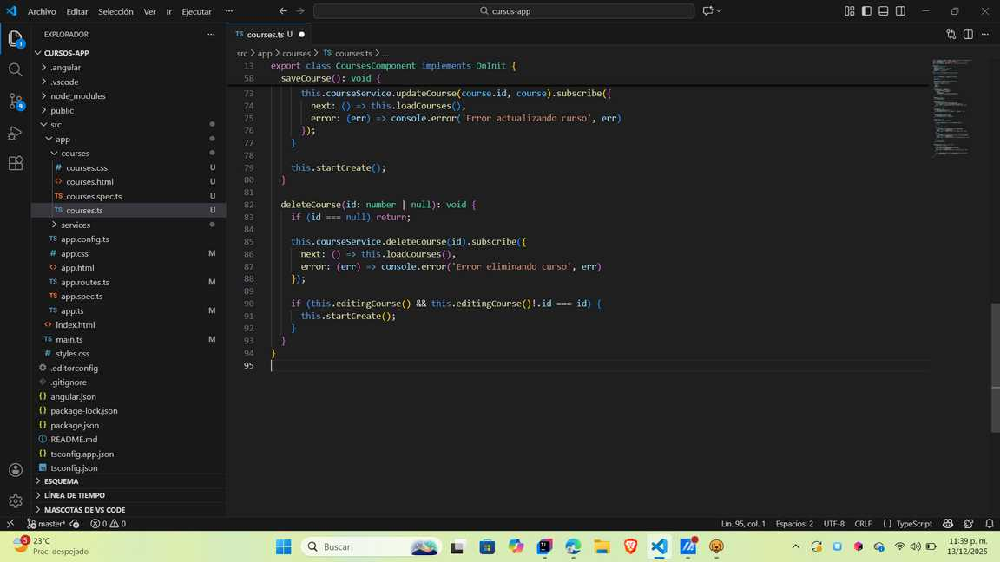 Archivo Editar Selección Ver Ir Ejecutar ··· cursos-app
EXPLORADOR ···
CURSOS-APP
.angular
.vscode
node_modules
public
src
app
courses
courses.css U
courses.html U
courses.spec.ts U
courses.ts U
services
app.config.ts
app.css M
app.html
app.routes.ts M
app.spec.ts
app.ts M
index.html
main.ts M
styles.css
.editorconfig
.gitignore
angular.json
package-lock.json
package.json
README.md
tsconfig.app.json
tsconfig.json
ESQUEMA
LÍNEA DE TIEMPO
MASCOTAS DE VS CODE
1
9
TS courses.ts U
src > app > courses > TS courses.ts > ...
13 export class CoursesComponent implements OnInit {
58 saveCourse(): void {
73 this.courseService.updateCourse(course.id, course).subscribe({
74 next: () => this.loadCourses(),
75 error: (err) => console.error('Error actualizando curso', err)
76 });
77 }
78
79 this.startCreate();
80 }
81
82 deleteCourse(id: number | null): void {
83 if (id === null) return;
84
85 this.courseService.deleteCourse(id).subscribe({
86 next: () => this.loadCourses(),
87 error: (err) => console.error('Error eliminando curso', err)
88 });
89
90 if (this.editingCourse() && this.editingCourse()!.id === id) {
91 this.startCreate();
92 }
93 }
94 }
95
master* 0 0 Lín. 95, col. 1 Espacios: 2 UTF-8 CRLF { } TypeScript
5 23°C
Prac. despejado
Buscar
11:39 p. m.
13/12/2025